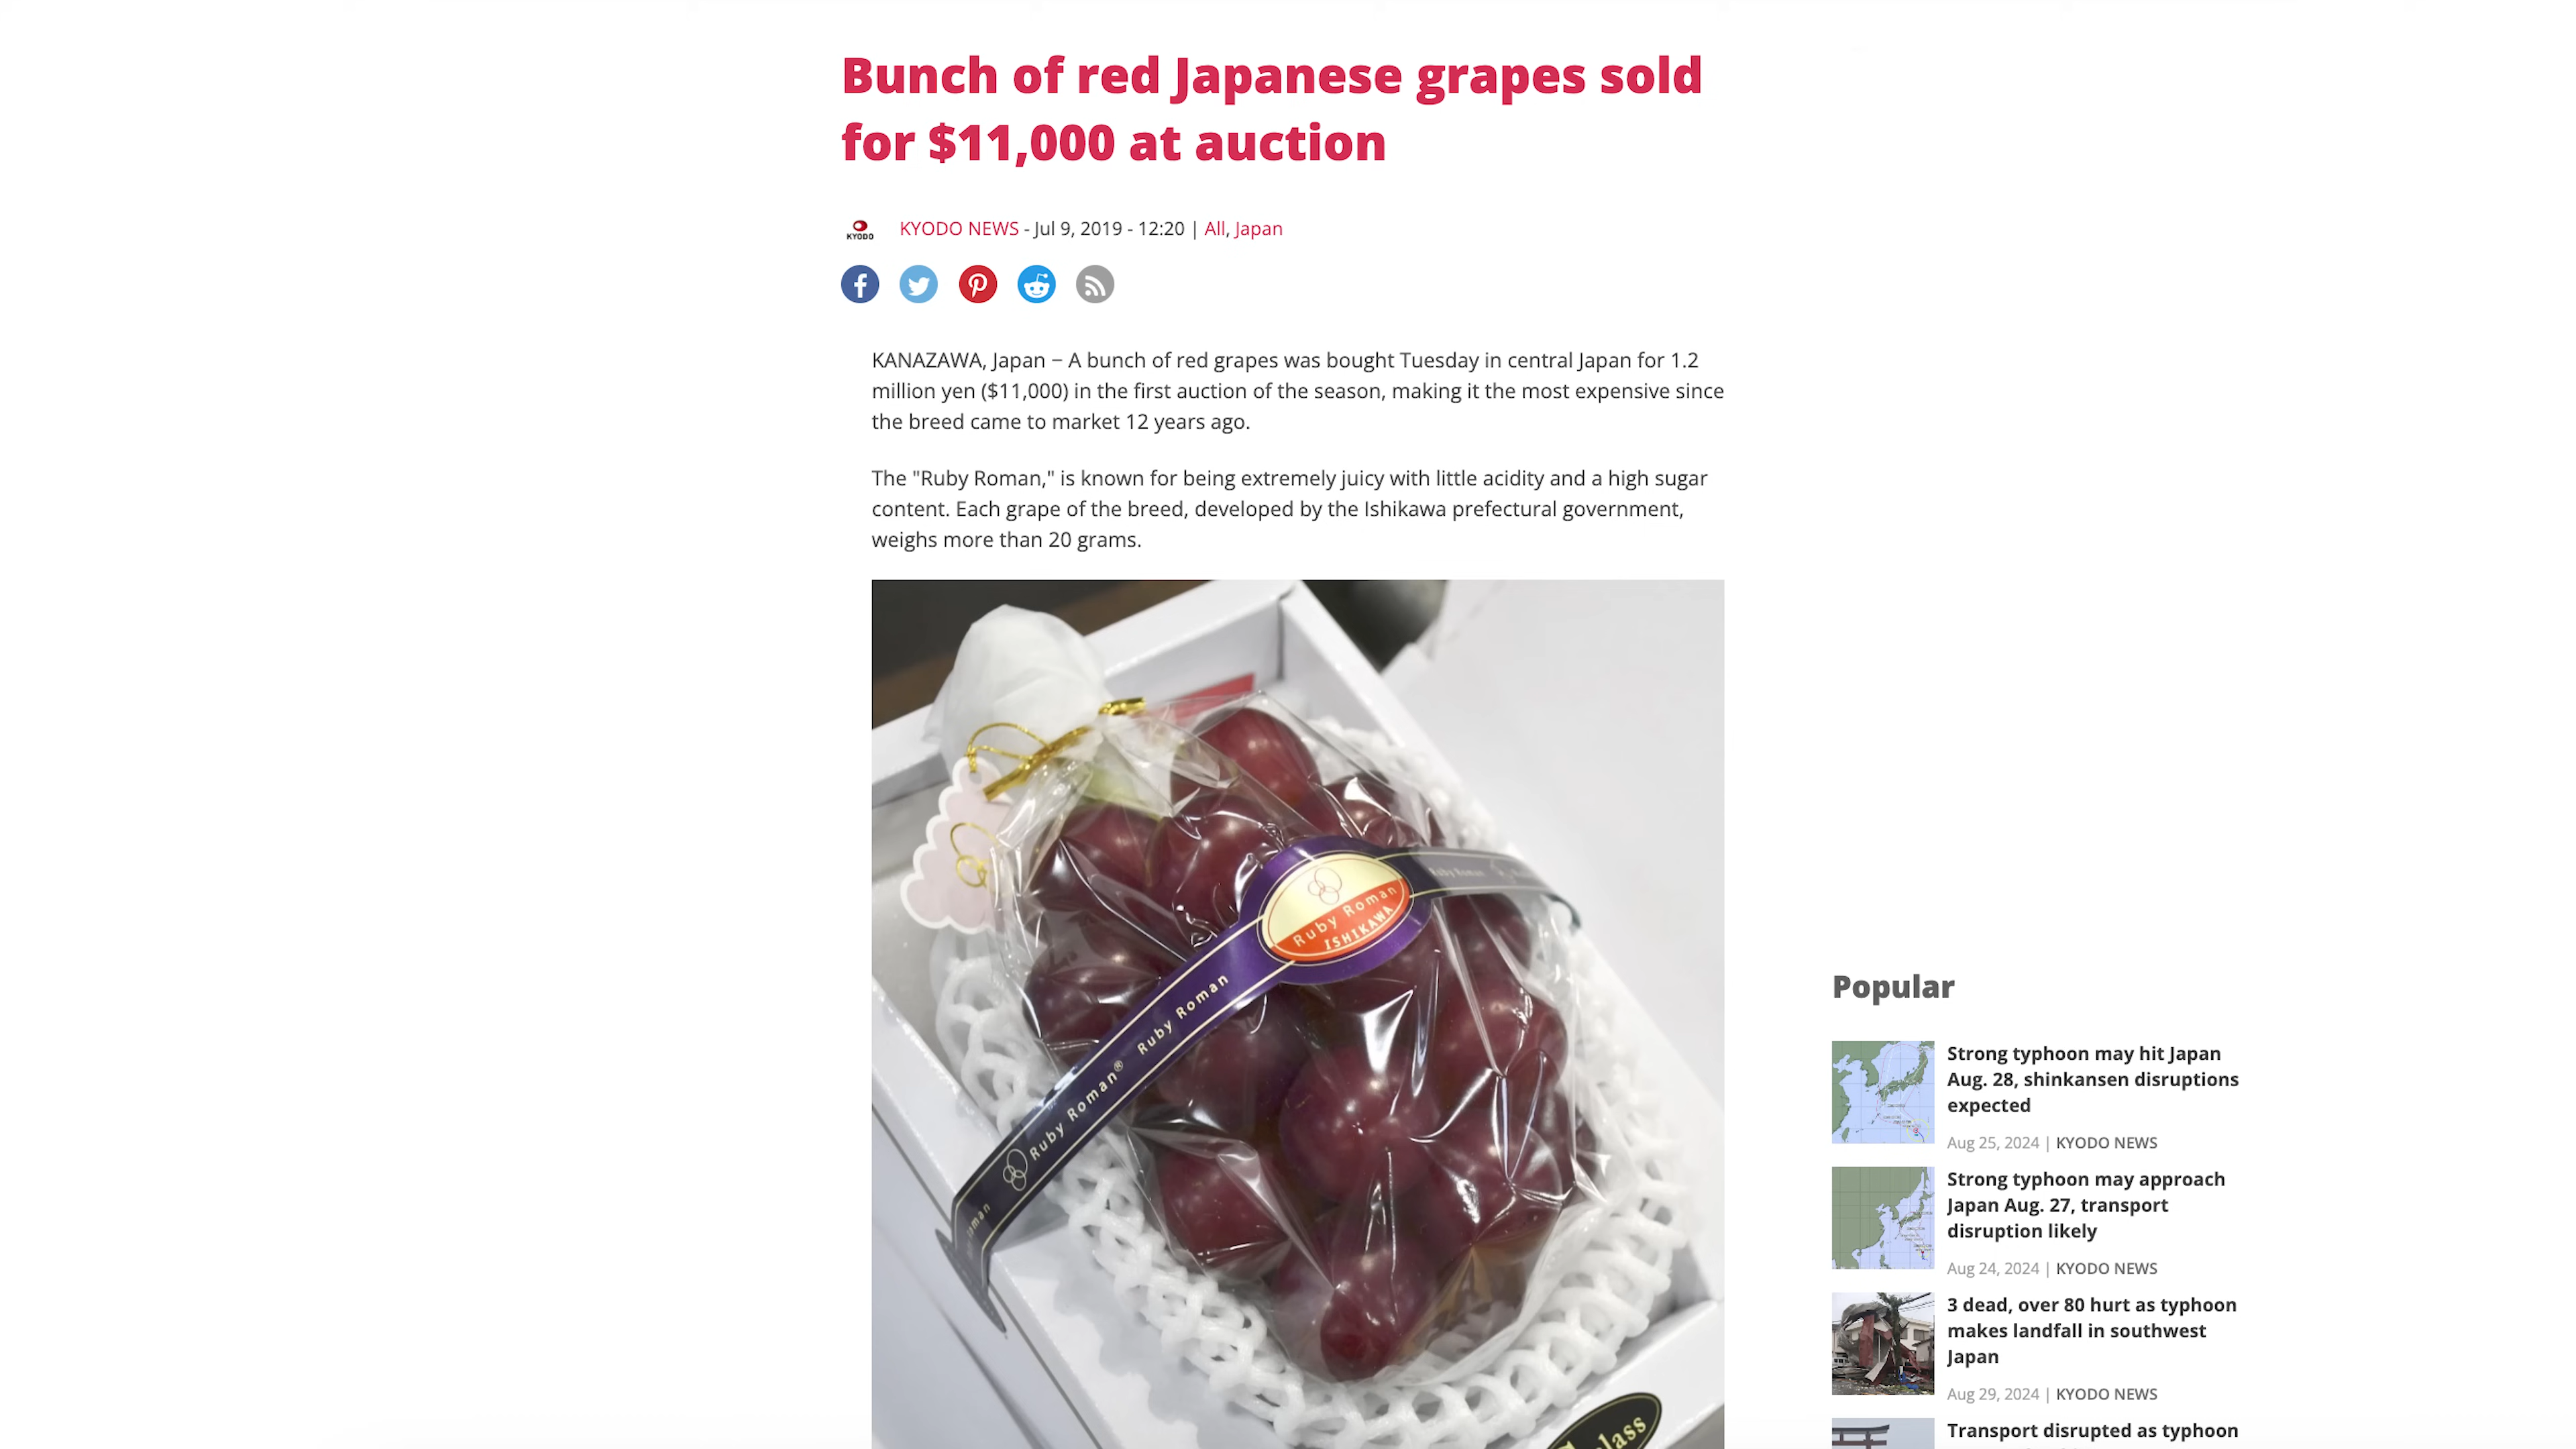 Bunch of red Japanese grapes sold
for $11,000 at auction
KYODO
KYODO NEWS - Jul 9, 2019 - 12:20 | All, Japan
KANAZAWA, Japan − A bunch of red grapes was bought Tuesday in central Japan for 1.2
million yen ($11,000) in the first auction of the season, making it the most expensive since
the breed came to market 12 years ago.
The "Ruby Roman," is known for being extremely juicy with little acidity and a high sugar
content. Each grape of the breed, developed by the Ishikawa prefectural government,
weighs more than 20 grams.
Ruby Roman
ISHIKAWA
Ruby Roman
Ruby Roman® Ruby Roman
Popular
Strong typhoon may hit Japan
Aug. 28, shinkansen disruptions
expected
Aug 25, 2024 | KYODO NEWS
Strong typhoon may approach
Japan Aug. 27, transport
disruption likely
Aug 24, 2024 | KYODO NEWS
3 dead, over 80 hurt as typhoon
makes landfall in southwest
Japan
Aug 29, 2024 | KYODO NEWS
Transport disrupted as typhoon